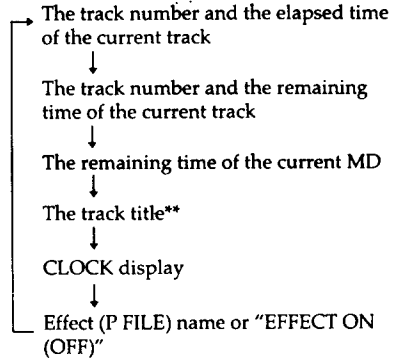 The track number and the elapsed time
of the current track
The track number and the remaining
time of the current track
The remaining time of the current MD
The track title**
CLOCK display
Effect (P FILE) name or "EFFECT ON
(OFF)"